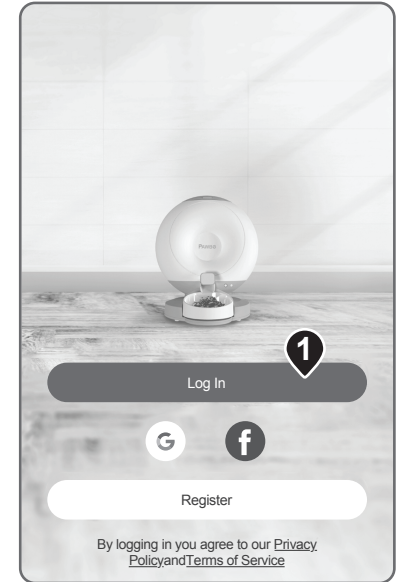 1
Log In
G
f
Register
By logging in you agree to our Privacy
PolicyandTerms of Service